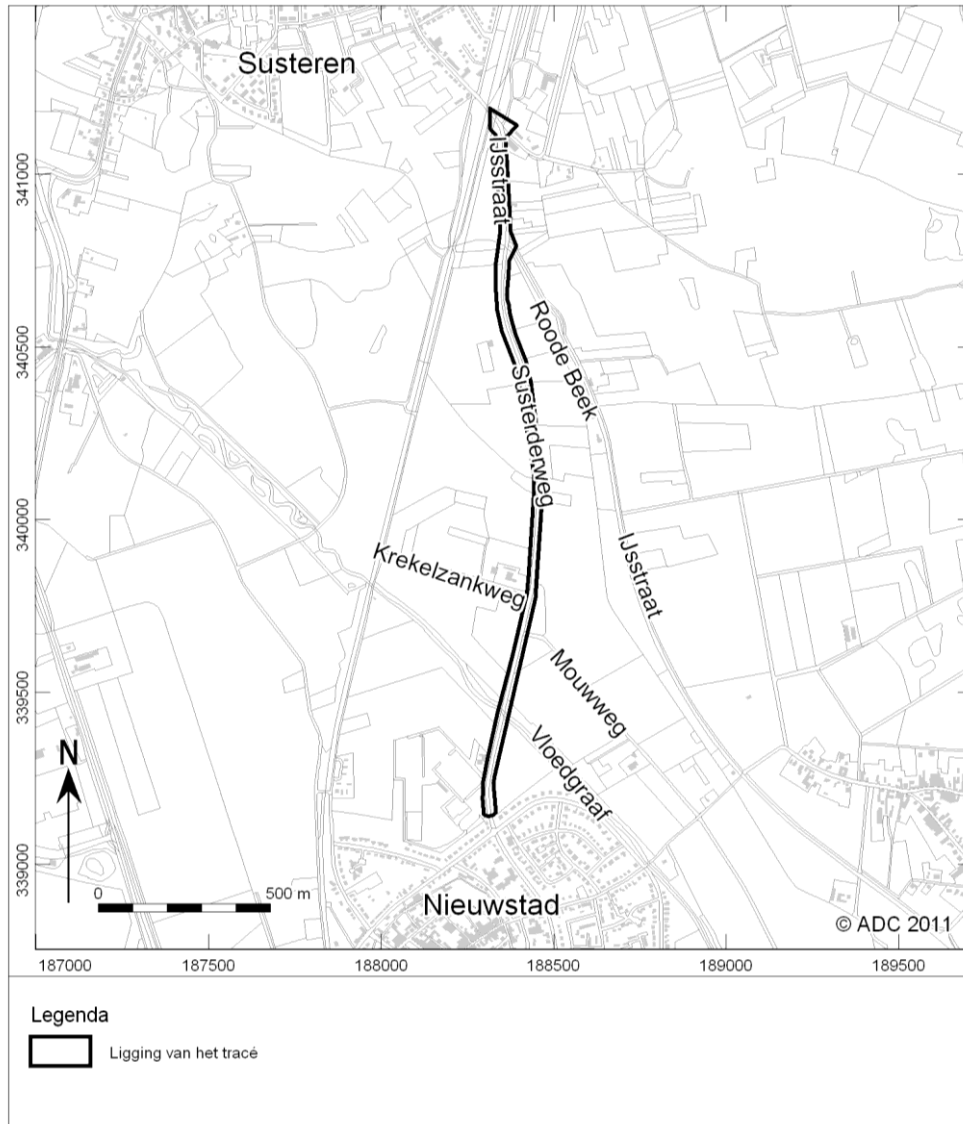 Susteren
IJsstraat
341000
Roode Beek
340500
Susterderweg
340000
IJsstraat
Krekelzankweg
Mouwweg
339500
Vloedgraaf
N
339000
0 500 m
Nieuwstad
© ADC 2011
187000 187500 188000 188500 189000 189500
Legenda
Ligging van het tracé